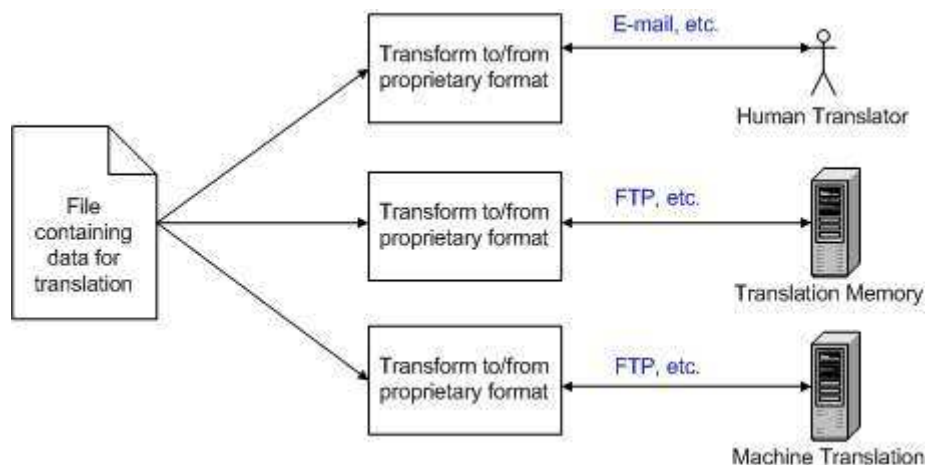 E-mail, etc.
Transform to/from
proprietary format
Human Translator
File
containing
data for
translation
FTP, etc.
Transform to/from
proprietary format
Translation Memory
FTP, etc.
Transform to/from
proprietary format
Machine Translation